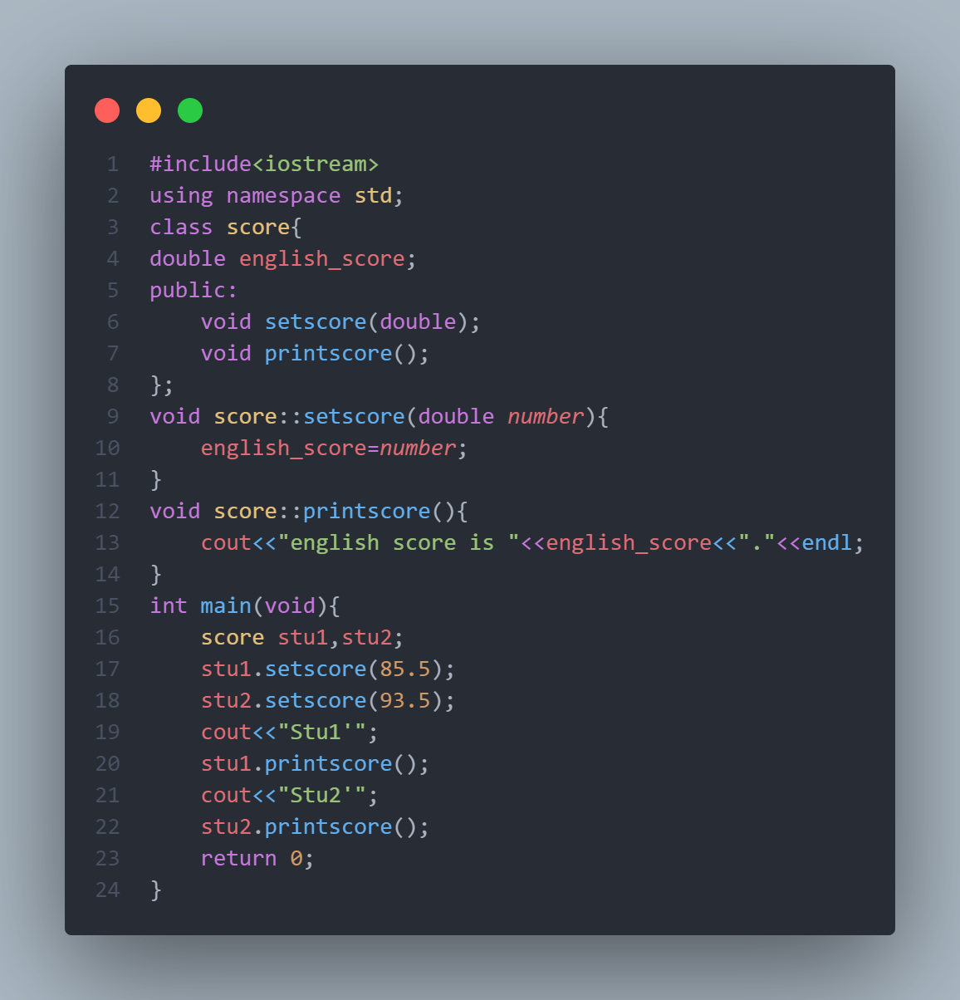 1 #include<iostream>
2 using namespace std;
3 class score{
4 double english_score;
5 public:
6     void setscore(double);
7     void printscore();
8 };
9 void score::setscore(double number){
10     english_score=number;
11 }
12 void score::printscore(){
13     cout<<"english score is "<<english_score<<"."<<endl;
14 }
15 int main(void){
16     score stu1,stu2;
17     stu1.setscore(85.5);
18     stu2.setscore(93.5);
19     cout<<"Stu1'";
20     stu1.printscore();
21     cout<<"Stu2'";
22     stu2.printscore();
23     return 0;
24 }